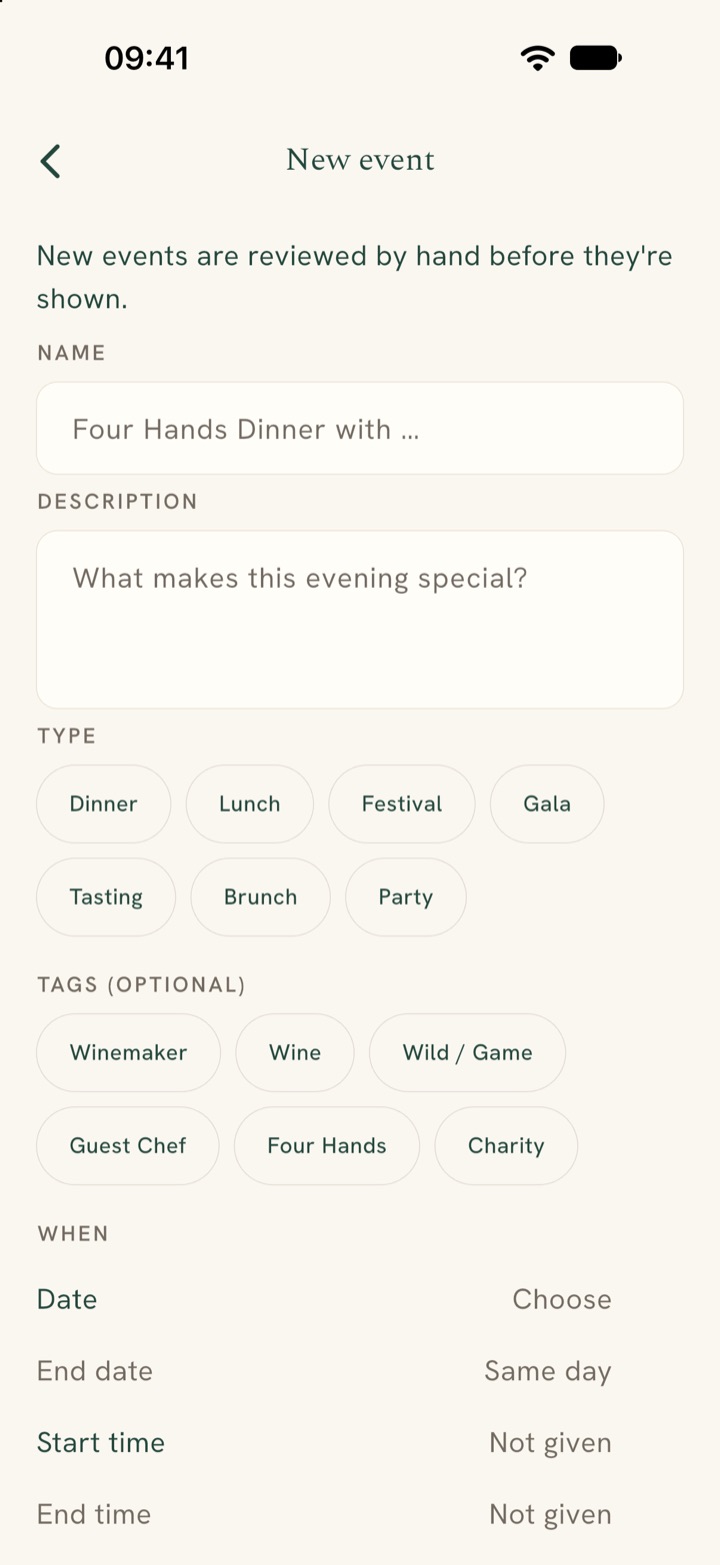 09:41
New event
New events are reviewed by hand before they're
shown.
NAME
Four Hands Dinner with ...
DESCRIPTION
What makes this evening special?
TYPE
Dinner Lunch Festival Gala
Tasting Brunch Party
TAGS (OPTIONAL)
Winemaker Wine Wild / Game
Guest Chef Four Hands Charity
WHEN
Date Choose
End date Same day
Start time Not given
End time Not given